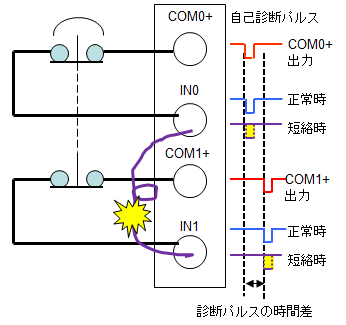 COM0+
自己診断パルス
COM0+
出力
IN0
正常時
短絡時
COM1+
COM1+
出力
IN1
正常時
短絡時
診断パルスの時間差